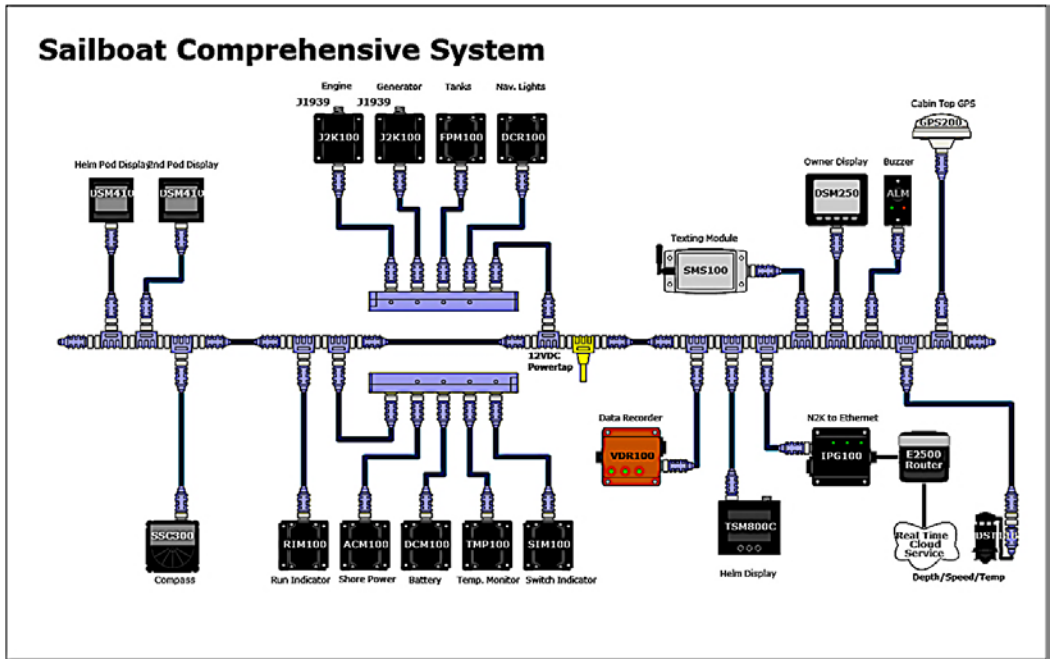 Sailboat Comprehensive System
Engine
Generator
Tanks
Nav. Lights
J1939
J1939
J2K100
J2K100
FPM100
DCR100
Cabin Top GPS
GPS200
Helm Pod Display
2nd Pod Display
Owner Display
Buzzer
DSM250
ALM
Texting Module
SMS100
12VDC
Powertap
Data Recorder
VDR100
N2K to Ethernet
IPG100
E2500
Router
SSC300
Compass
RIM100
ACM100
DCM100
TMP100
SIM100
Run Indicator
Shore Power
Battery
Temp. Monitor
Switch Indicator
TSM800C
Helm Display
Real Time
Cloud
Service
Depth/Speed/Temp